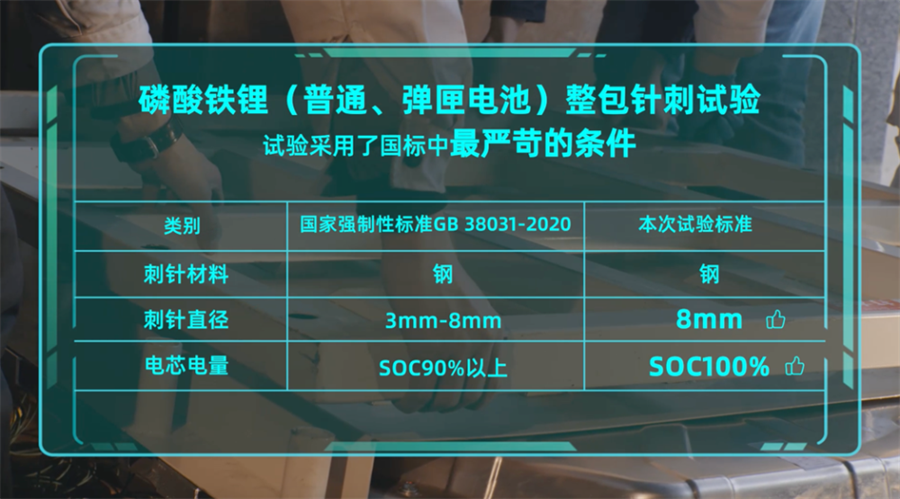 磷酸铁锂（普通、弹匣电池）整包针刺试验
试验采用了国标中最严苛的条件
类别 国家强制性标准GB 38031-2020 本次试验标准
刺针材料 钢 钢
刺针直径 3mm-8mm 8mm
电芯电量 SOC90%以上 SOC100%